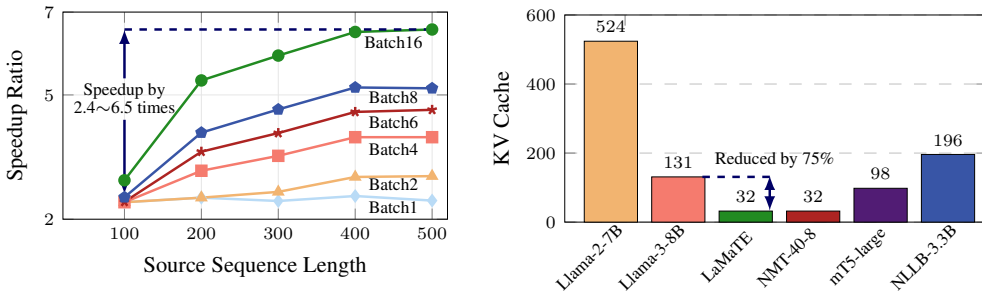 7
5
2
Speedup Ratio
Speedup by
2.4∼6.5 times
Batch16
Batch8
Batch6
Batch4
Batch2
Batch1
100 200 300 400 500
Source Sequence Length
600
400
200
0
KV Cache
524
131
32
32
98
196
Reduced by 75%
Llama-2-7B
Llama-3-8B
LaMaTE
NMT-40-8
mT5-large
NLLB-3.3B